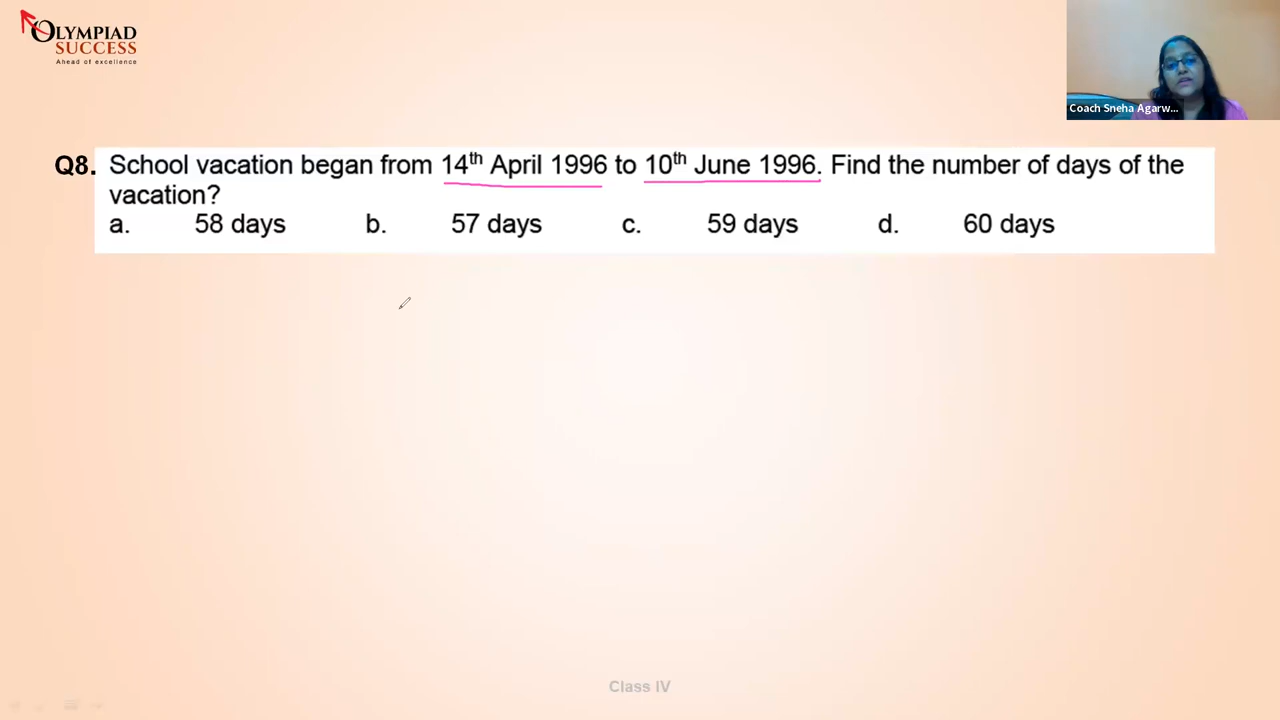 OLYMPIAD
SUCCESS
Ahead of excellence
Coach Sneha Agarw...
Q8. School vacation began from 14th April 1996 to 10th June 1996. Find the number of days of the
vacation?
a. 58 days b. 57 days c. 59 days d. 60 days
Class IV